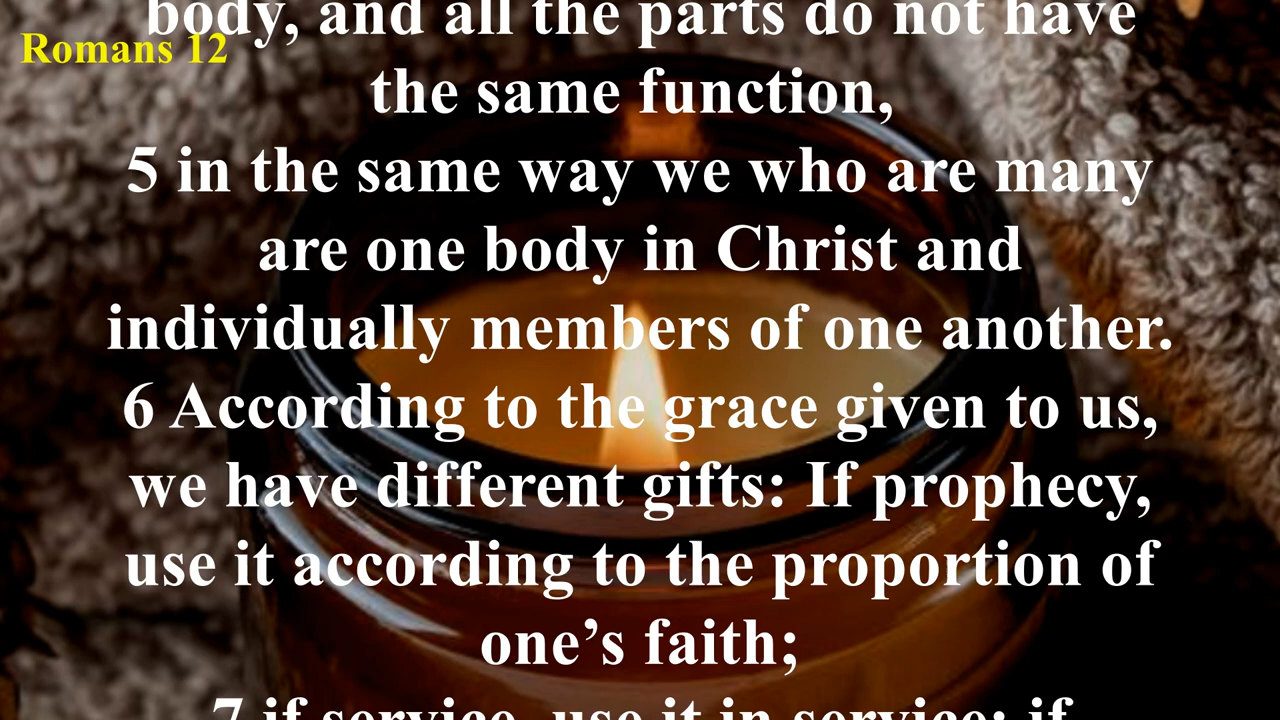 Romans 12
body, and all the parts do not have
the same function,
5 in the same way we who are many
are one body in Christ and
individually members of one another.
6 According to the grace given to us,
we have different gifts: If prophecy,
use it according to the proportion of
one’s faith;
7 if service, use it in service; if